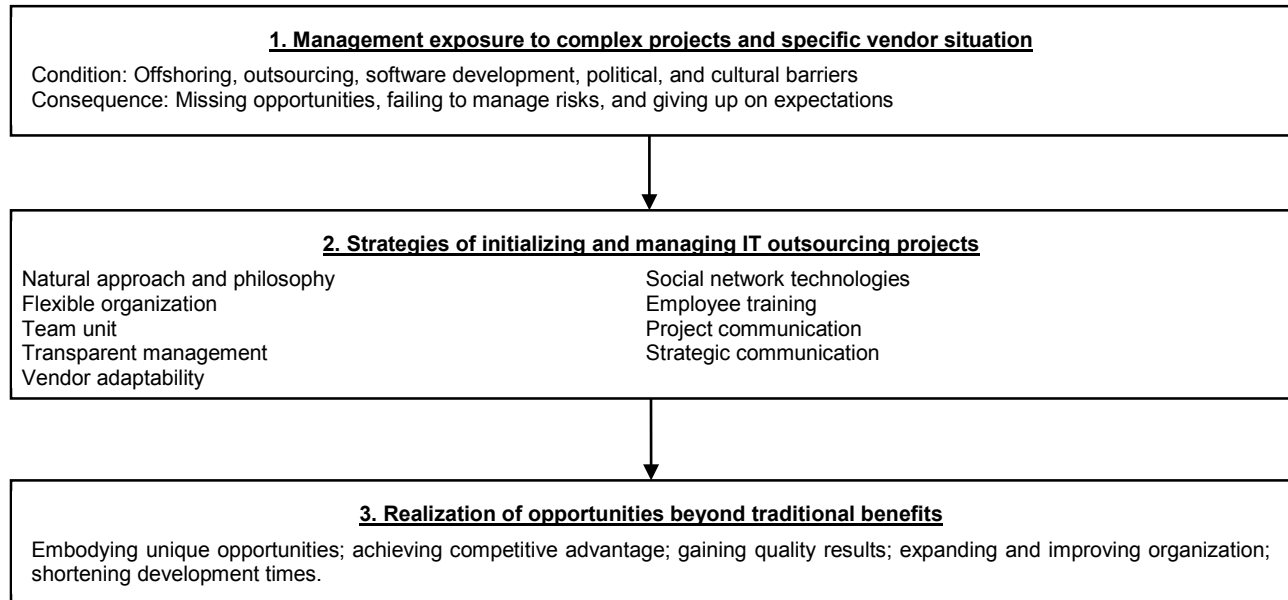 1. Management exposure to complex projects and specific vendor situation
Condition: Offshoring, outsourcing, software development, political, and cultural barriers
Consequence: Missing opportunities, failing to manage risks, and giving up on expectations
2. Strategies of initializing and managing IT outsourcing projects
Natural approach and philosophy
Flexible organization
Team unit
Transparent management
Vendor adaptability
Social network technologies
Employee training
Project communication
Strategic communication
3. Realization of opportunities beyond traditional benefits
Embodying unique opportunities; achieving competitive advantage; gaining quality results; expanding and improving organization;
shortening development times.